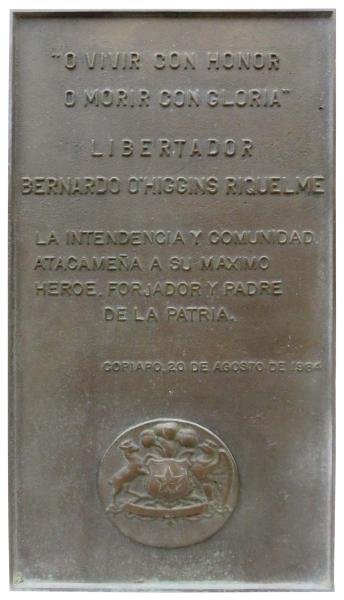 "O VIVIR CON HONOR
O MORIR CON GLORIA"
LIBERTADOR
BERNARDO O'HIGGINS RIQUELME
LA INTENDENCIA Y COMUNIDAD
ATACAMEÑA A SU MAXIMO
HEROE, FORJADOR Y PADRE
DE LA PATRIA.
COPIAPO, 20 DE AGOSTO DE 1984